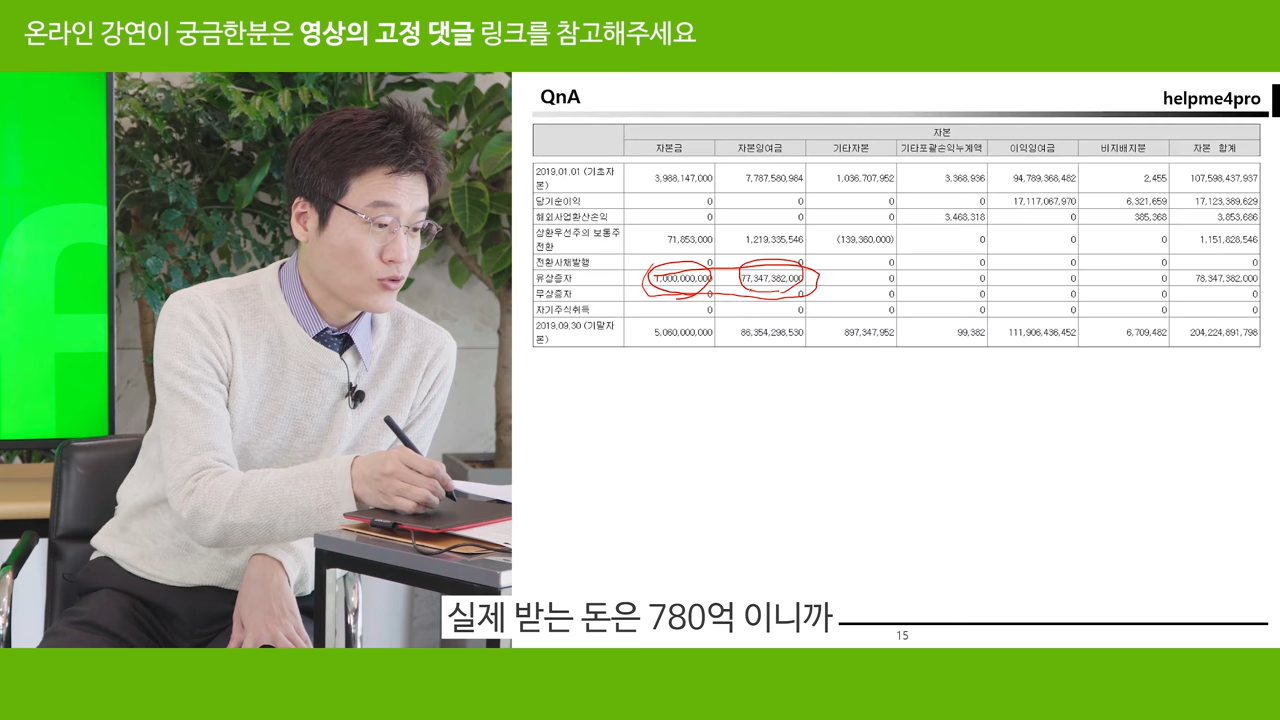 온라인 강연이 궁금한분은 영상의 고정 댓글 링크를 참고해주세요
QnA
helpme4pro
자본
자본금 자본잉여금 기타자본 기타포괄손익누계액 이익잉여금 비지배지분 자본 합계
2019.01.01 (기초자
본) 3,988,147,000 7,787,580,984 1,036,707,952 3,368,936 94,789,368,482 2,455 107,598,437,937
당기순이익 0 0 0 0 17,117,067,970 6,321,659 17,123,389,629
해외사업환산손익 0 0 0 3,468,318 0 385,368 3,853,686
상환우선주의 보통주
전환 71,853,000 1,219,335,546 (139,360,000) 0 0 0 1,151,828,546
전환사채발행 0 0 0 0 0 0 0
유상증자 1,000,000,000 77,347,382,000 0 0 0 0 78,347,382,000
무상증자 0 0 0 0 0 0 0
자기주식취득 0 0 0 0 0 0 0
2019.09.30 (기말자
본) 5,060,000,000 86,354,298,530 897,347,952 99,382 111,906,436,452 6,709,482 204,224,891,798
실제 받는 돈은 780억 이니까
15